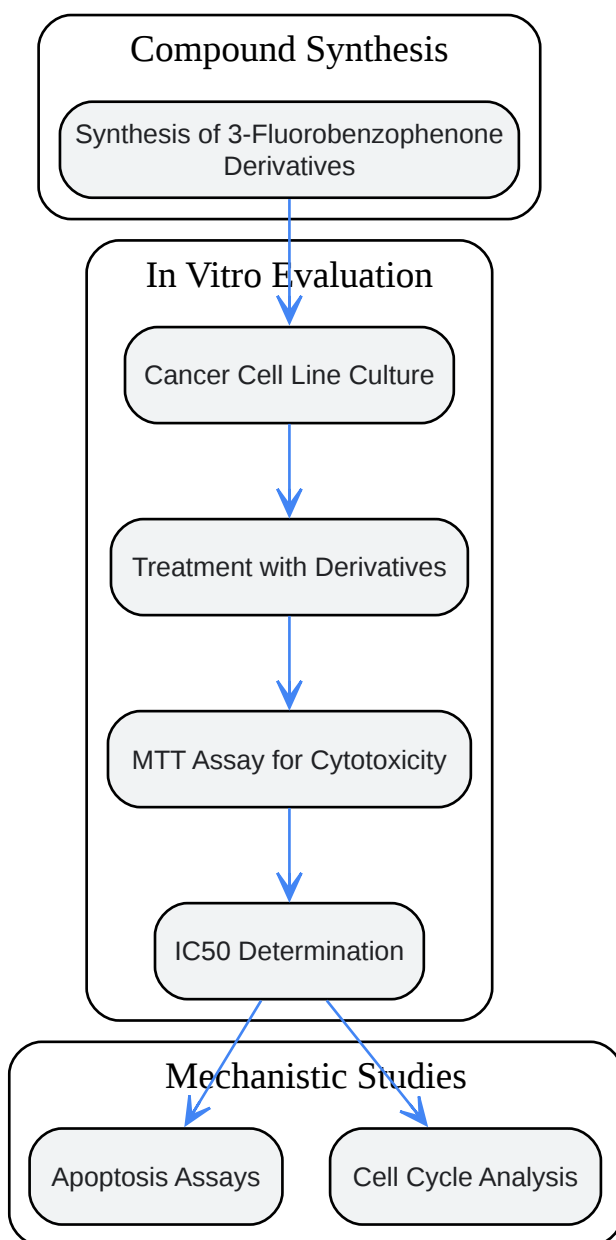 Compound Synthesis
Synthesis of 3-Fluorobenzophenone
Derivatives
In Vitro Evaluation
Cancer Cell Line Culture
Treatment with Derivatives
MTT Assay for Cytotoxicity
IC50 Determination
Mechanistic Studies
Apoptosis Assays
Cell Cycle Analysis